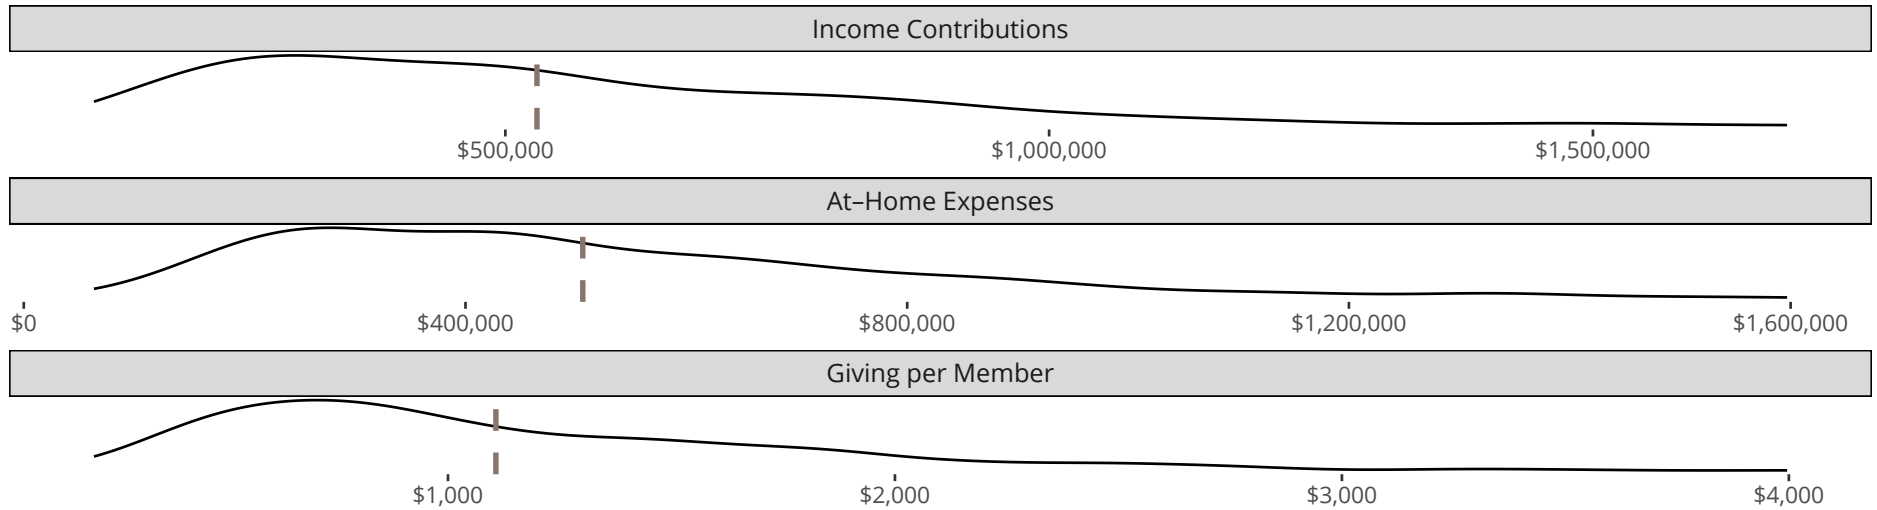 Income Contributions
$500,000 $1,000,000 $1,500,000
At–Home Expenses
$0 $400,000 $800,000 $1,200,000 $1,600,000
Giving per Member
$1,000 $2,000 $3,000 $4,000